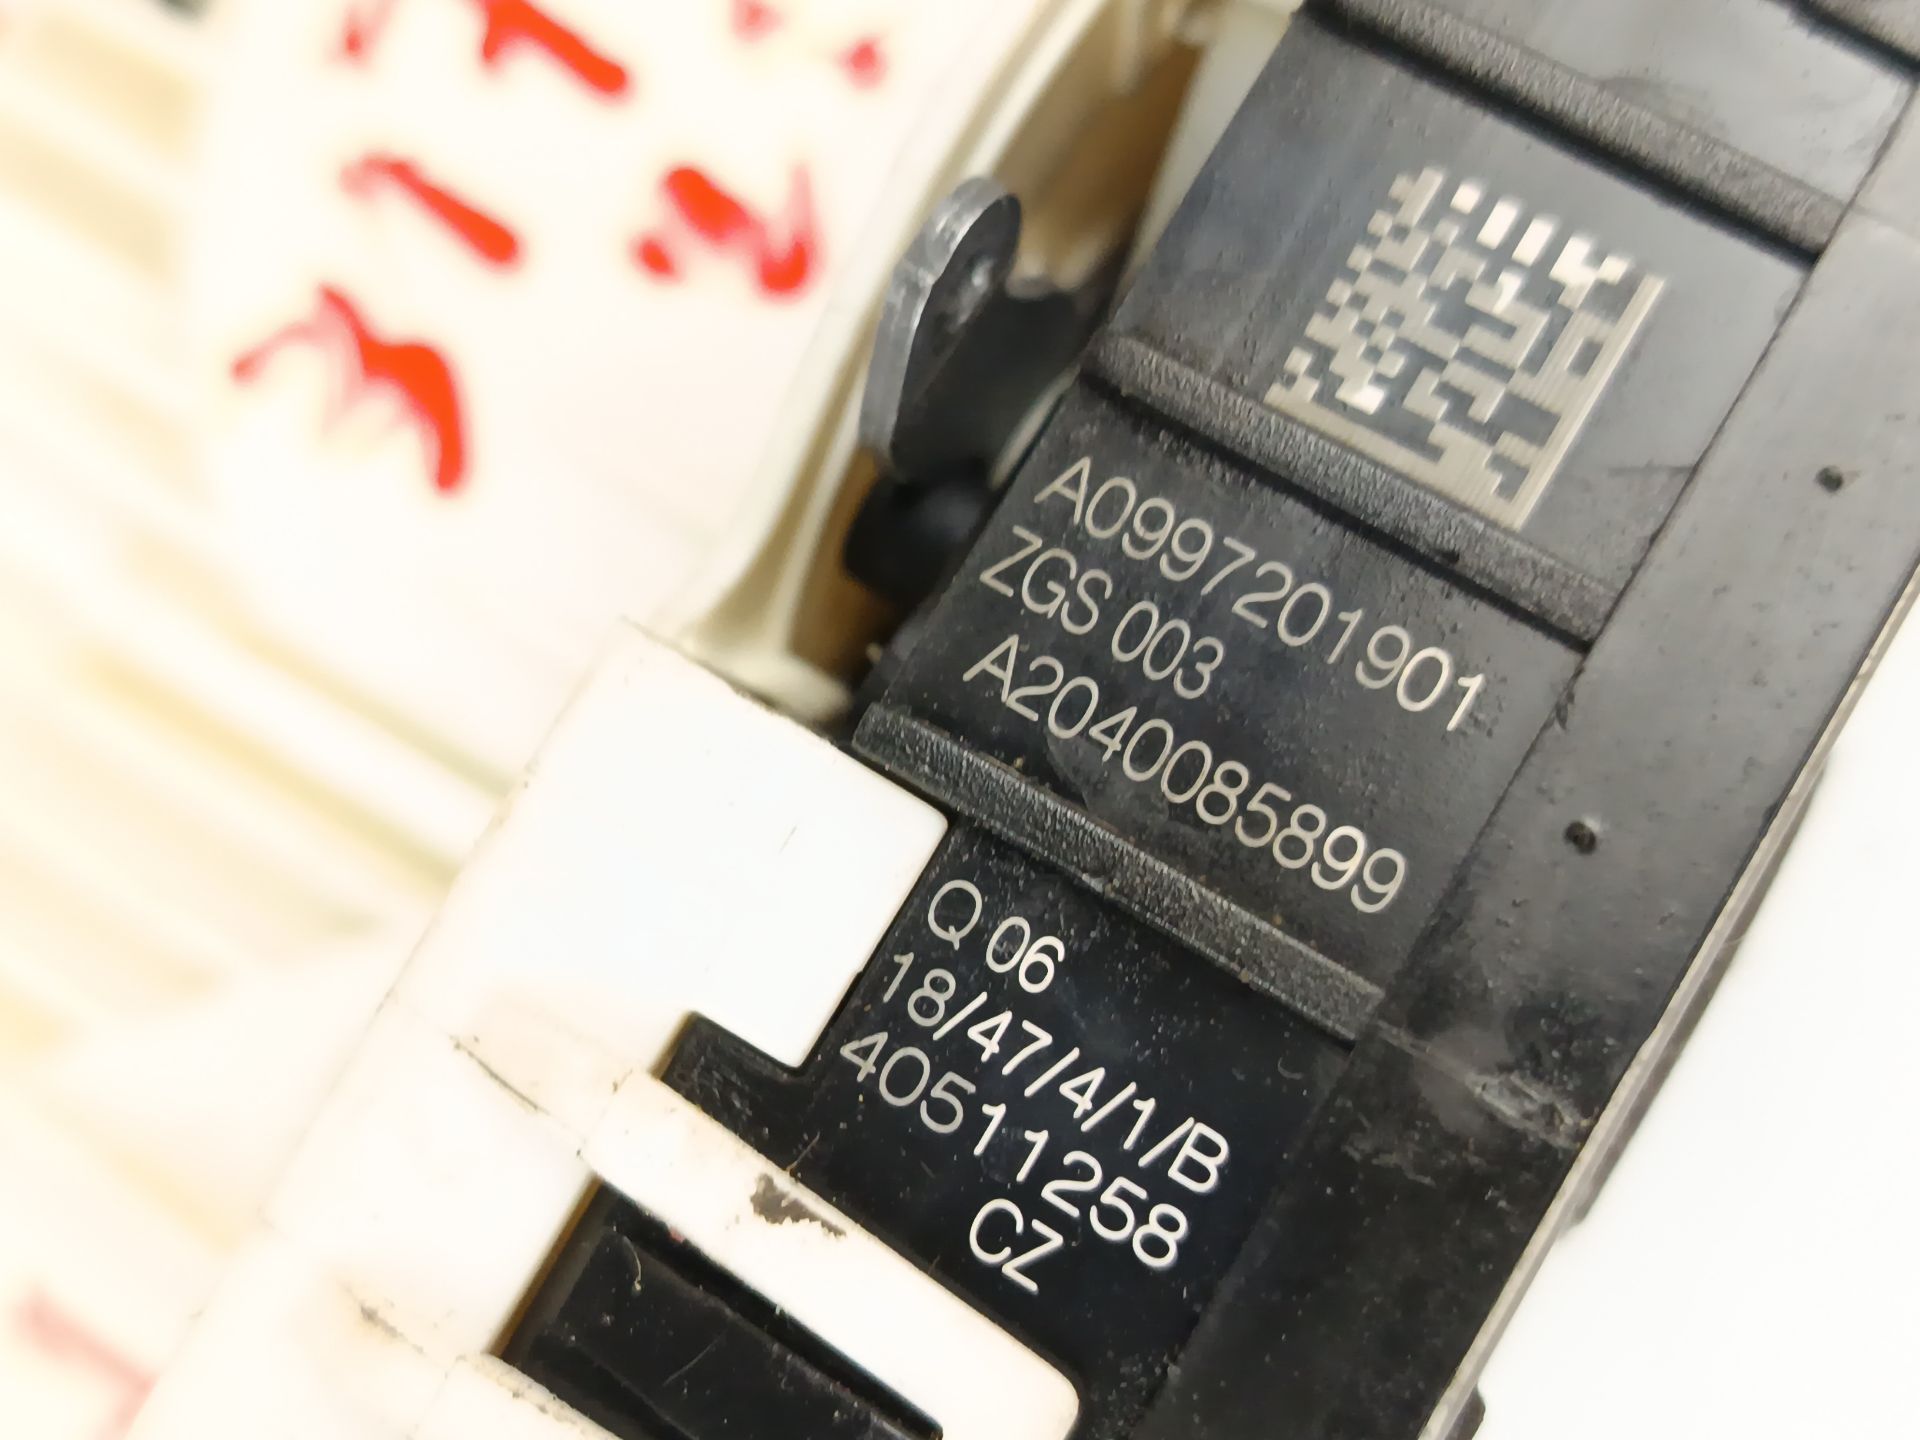 A0997201901
ZGS 003
A2040085899
Q 06
18/47/4/1/B
40511258
CZ